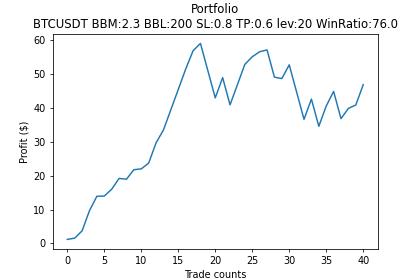 Portfolio
BTCUSDT BBM:2.3 BBL:200 SL:0.8 TP:0.6 lev:20 WinRatio:76.0
60
50
40
30
20
10
0
Profit ($)
0 5 10 15 20 25 30 35 40
Trade counts